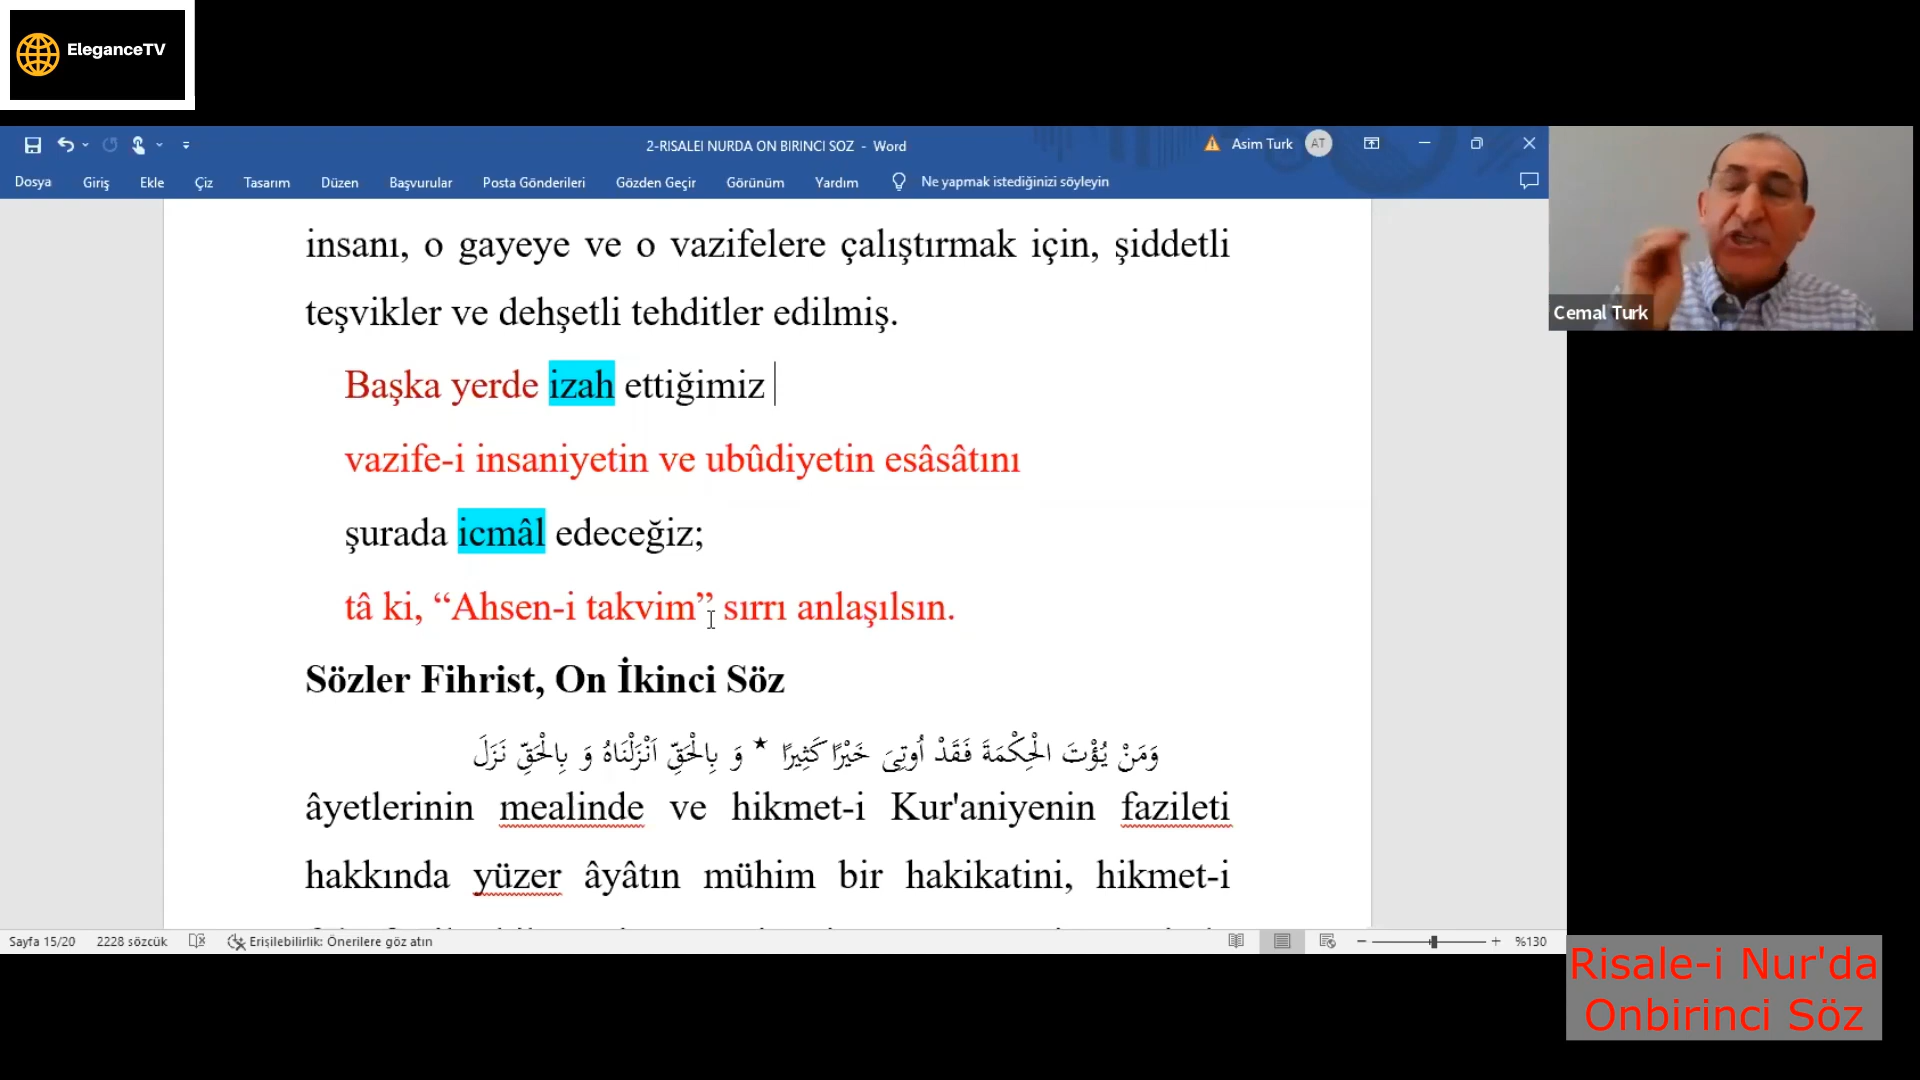 EleganceTV
2-RISALEI NURDA ON BIRINCI SOZ - Word
Asim Turk
AT
Dosya Giriş Ekle Çiz Tasarım Düzen Başvurular Posta Gönderileri Gözden Geçir Görünüm Yardım Ne yapmak istediğinizi söyleyin
Cemal Turk
insanı, o gayeye ve o vazifelere çalıştırmak için, şiddetli
teşvikler ve dehşetli tehditler edilmiş.
Başka yerde izah ettiğimiz
vazife-i insaniyetin ve ubûdiyetin esâsâtını
şurada icmâl edeceğiz;
tâ ki, “Ahsen-i takvim” sırrı anlaşılsın.
Sözler Fihrist, On İkinci Söz
وَمَنْ يُؤْتَ الْحِكْمَةَ فَقَدْ اُوتِىَ خَيْرًا كَثِيرًا ★ وَ بِالْحَقِّ اَنْزَلْنَاهُ وَ بِالْحَقِّ نَزَلَ
âyetlerinin mealinde ve hikmet-i Kur'aniyenin fazileti
hakkında yüzer âyâtın mühim bir hakikatini, hikmet-i
Sayfa 15/20 2228 sözcük Erişilebilirlik: Önerilere göz atın %130
Risale-i Nur'da
Onbirinci Söz